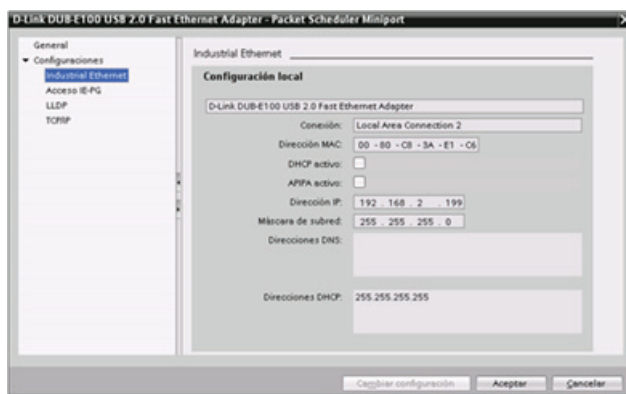 D-Link DUB-E100 USB 2.0 Fast Ethernet Adapter - Packet Scheduler Miniport
General
Configuraciones
Industrial Ethernet
Acceso IE-PG
LLDP
TCP/IP
Industrial Ethernet
Configuración local
D-Link DUB-E100 USB 2.0 Fast Ethernet Adapter
Conexión: Local Area Connection 2
Dirección MAC: 00 - 80 - C8 - 3A - E1 - C6
DHCP activo:
APIPA activo:
Dirección IP: 192 . 168 . 2 . 199
Máscara de subred: 255 . 255 . 255 . 0
Direcciones DNS:
Direcciones DHCP: 255.255.255.255
Cambiar configuración Aceptar Cancelar